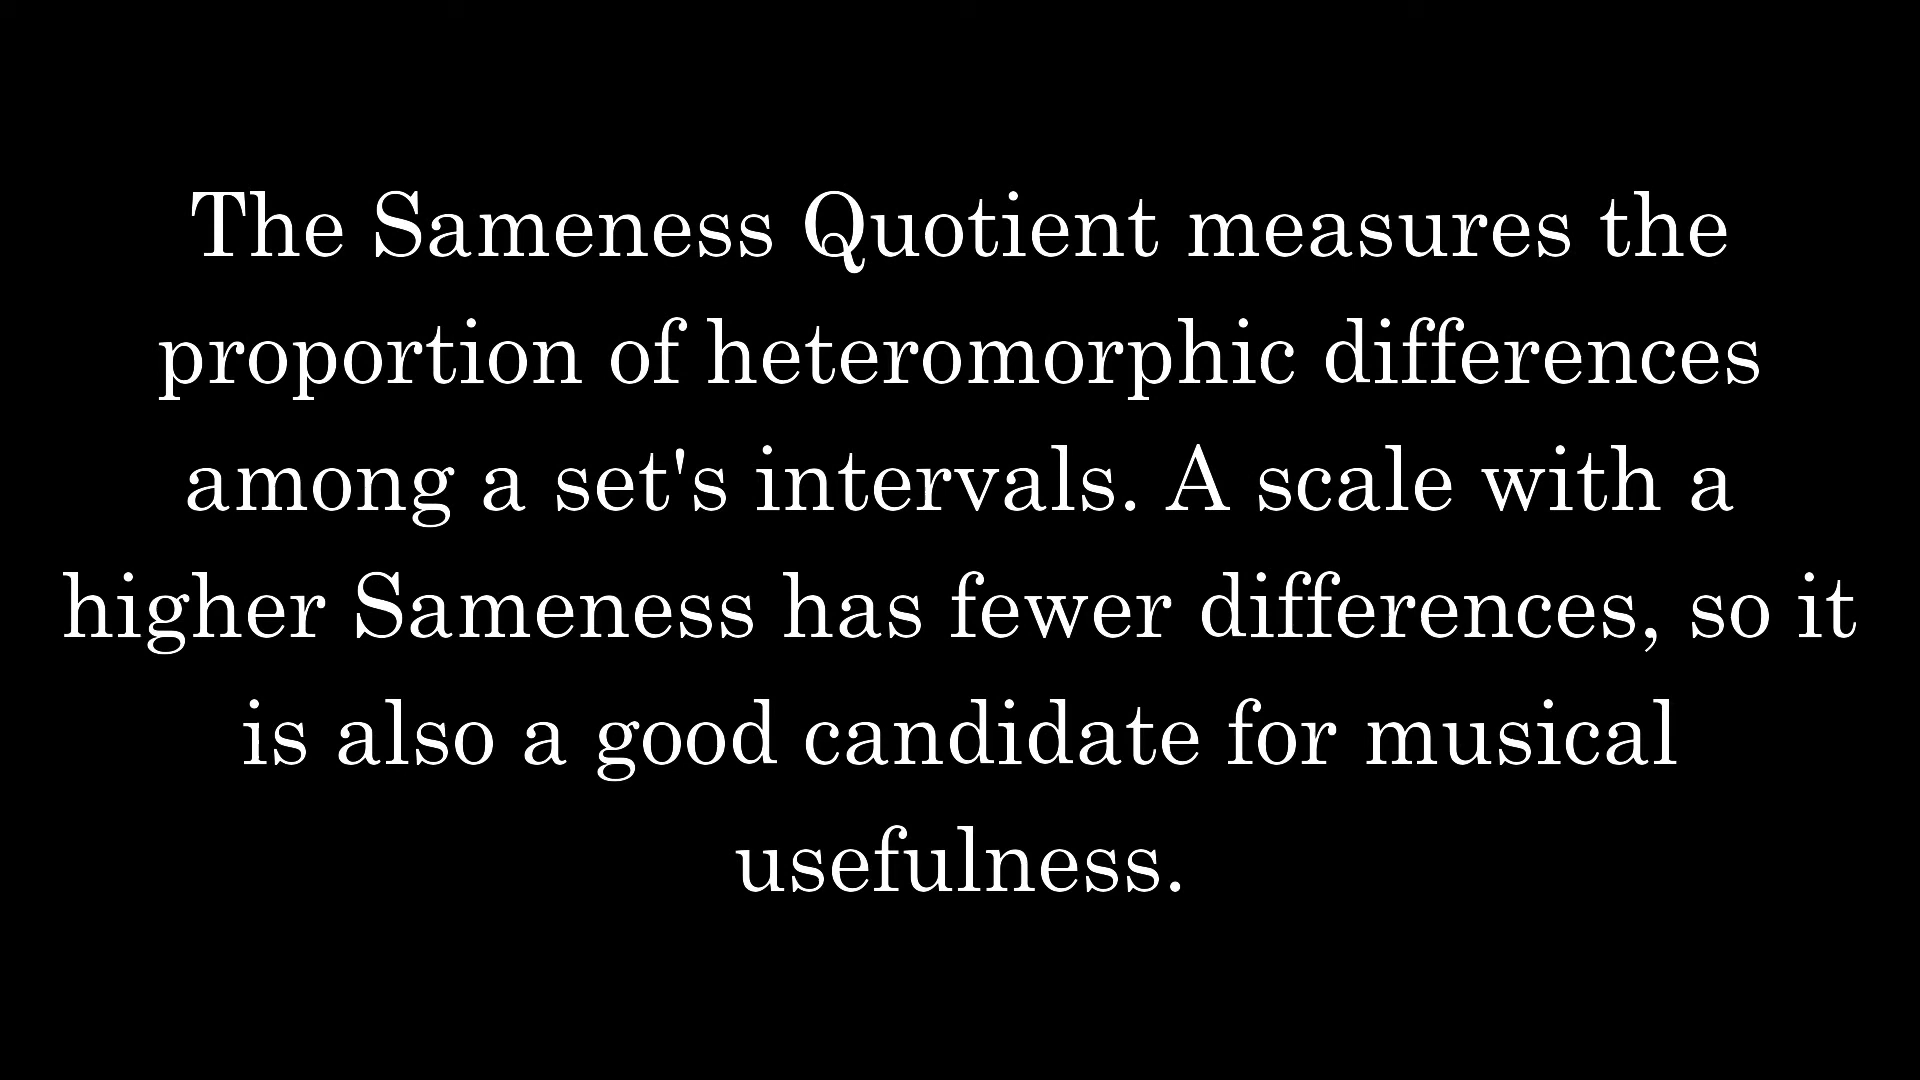 The Sameness Quotient measures the
proportion of heteromorphic differences
among a set's intervals. A scale with a
higher Sameness has fewer differences, so it
is also a good candidate for musical
usefulness.